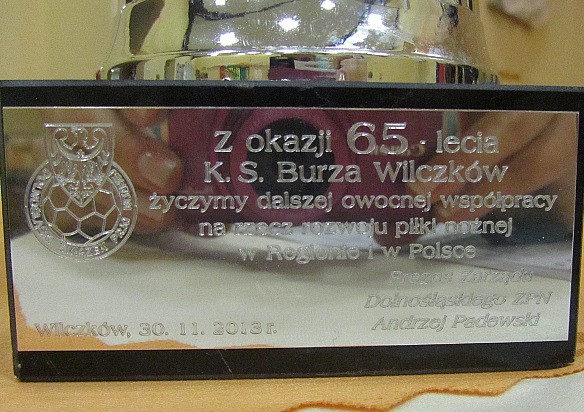 Z okazji 65 - lecia
K. S. Burza Wilczków
życzymy dalszej owocnej współpracy
na rzecz rozwoju piłki nożnej
w Regionie i w Polsce
Prezes Zarządu
Dolnośląskiego ZPN
Andrzej Padewski
Wilczków, 30. 11. 2013 r.